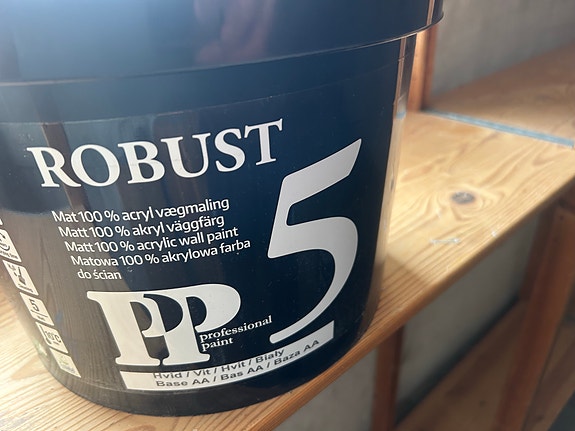 ROBUST
5
Mat 100 % acryl vægmaling
Matt 100 % akryl väggfärg
Matt 100 % acrylic wall paint
Matowa 100 % akrylowa farba
do ścian
PP professional
paint
Hvid / Vit / Hvit / Biały
Base AA / Bas AA / Baza AA
5